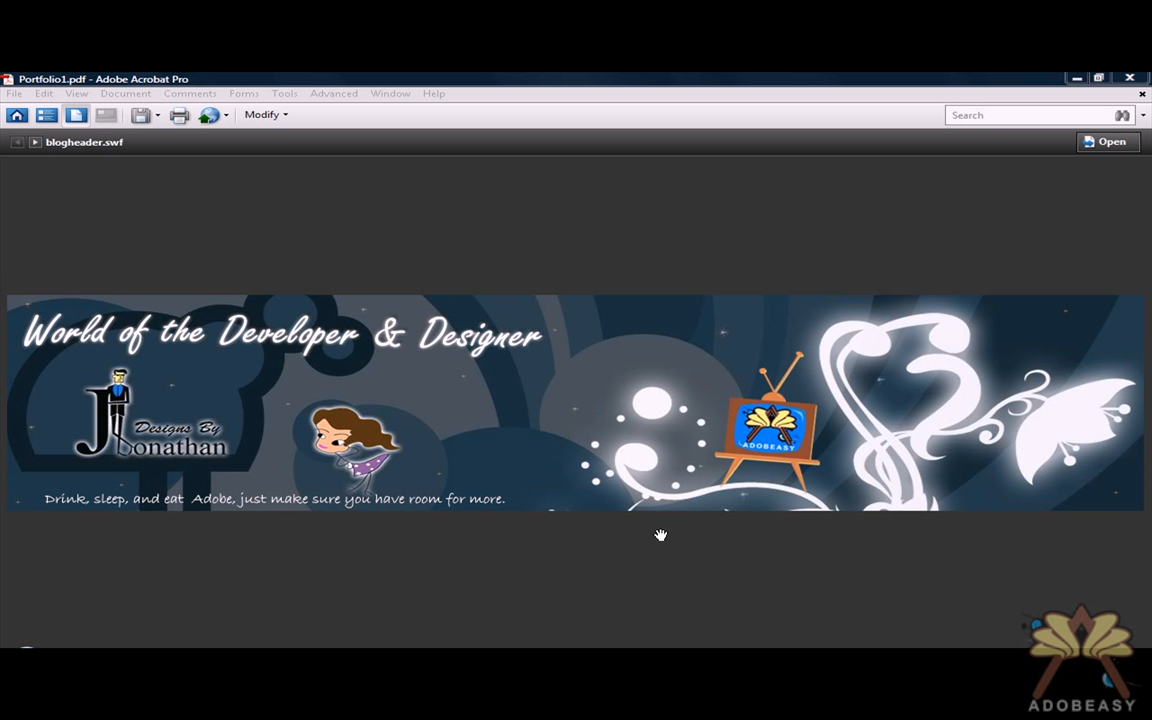 Portfolio1.pdf - Adobe Acrobat Pro
File Edit View Document Comments Forms Tools Advanced Window Help
Modify Search
blogheader.swf Open
World of the Developer & Designer
Designs By
Jonathan
ADOBEASY
Drink, sleep, and eat Adobe, just make sure you have room for more.
ADOBEASY